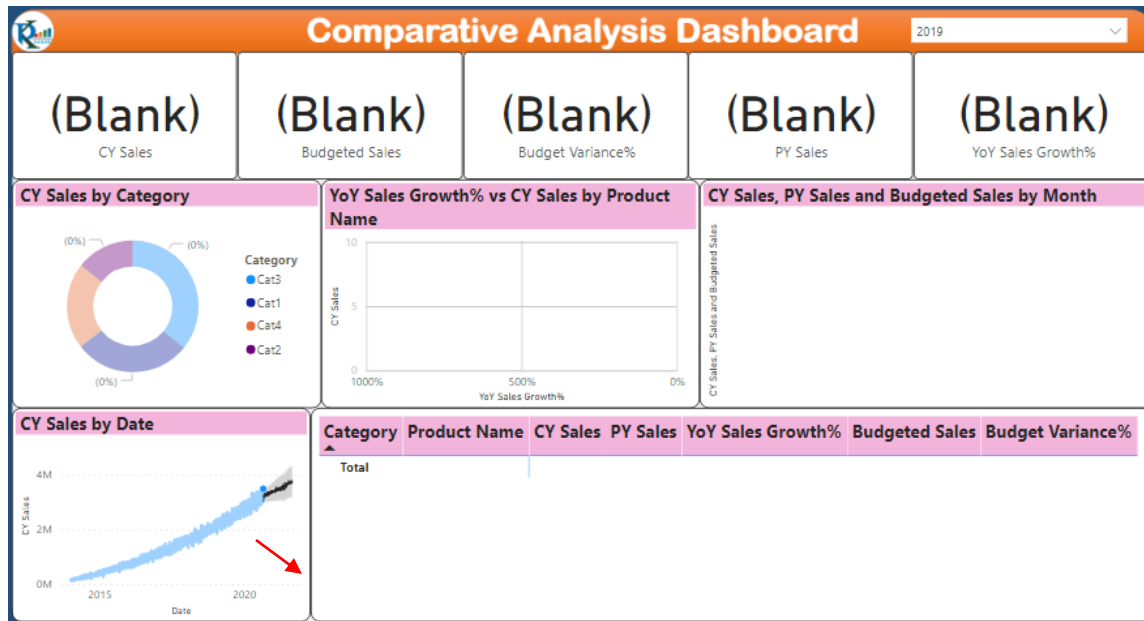 Comparative Analysis Dashboard
2019
(Blank)
CY Sales
(Blank)
Budgeted Sales
(Blank)
Budget Variance%
(Blank)
PY Sales
(Blank)
YoY Sales Growth%
CY Sales by Category
(0%)
(0%)
(0%)
Category
Cat3
Cat1
Cat4
Cat2
YoY Sales Growth% vs CY Sales by Product
Name
10
5
0
CY Sales
1000%
500%
0%
YoY Sales Growth%
CY Sales, PY Sales and Budgeted Sales by Month
CY Sales, PY Sales and Budgeted Sales
CY Sales by Date
4M
2M
0M
CY Sales
2015
2020
Date
Category Product Name CY Sales PY Sales YoY Sales Growth% Budgeted Sales Budget Variance%
Total